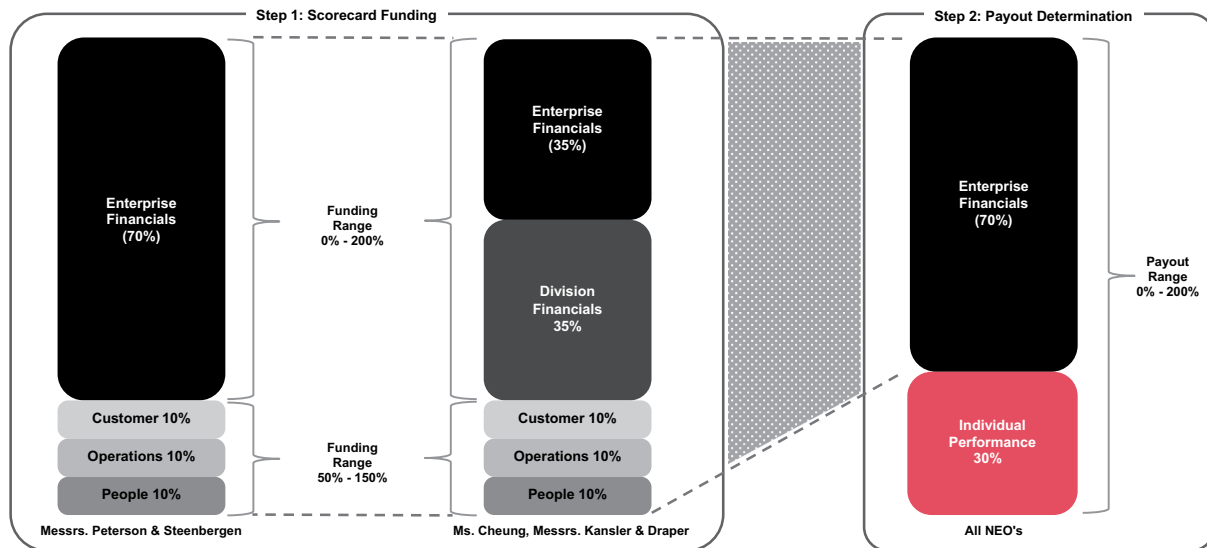 Step 1: Scorecard Funding
Enterprise
Financials
(70%)
Customer 10%
Operations 10%
People 10%
Messrs. Peterson & Steenbergen
Funding
Range
0% - 200%
Funding
Range
50% - 150%
Enterprise
Financials
(35%)
Division
Financials
35%
Customer 10%
Operations 10%
People 10%
Ms. Cheung, Messrs. Kansler & Draper
Step 2: Payout Determination
Enterprise
Financials
(70%)
Individual
Performance
30%
All NEO's
Payout
Range
0% - 200%